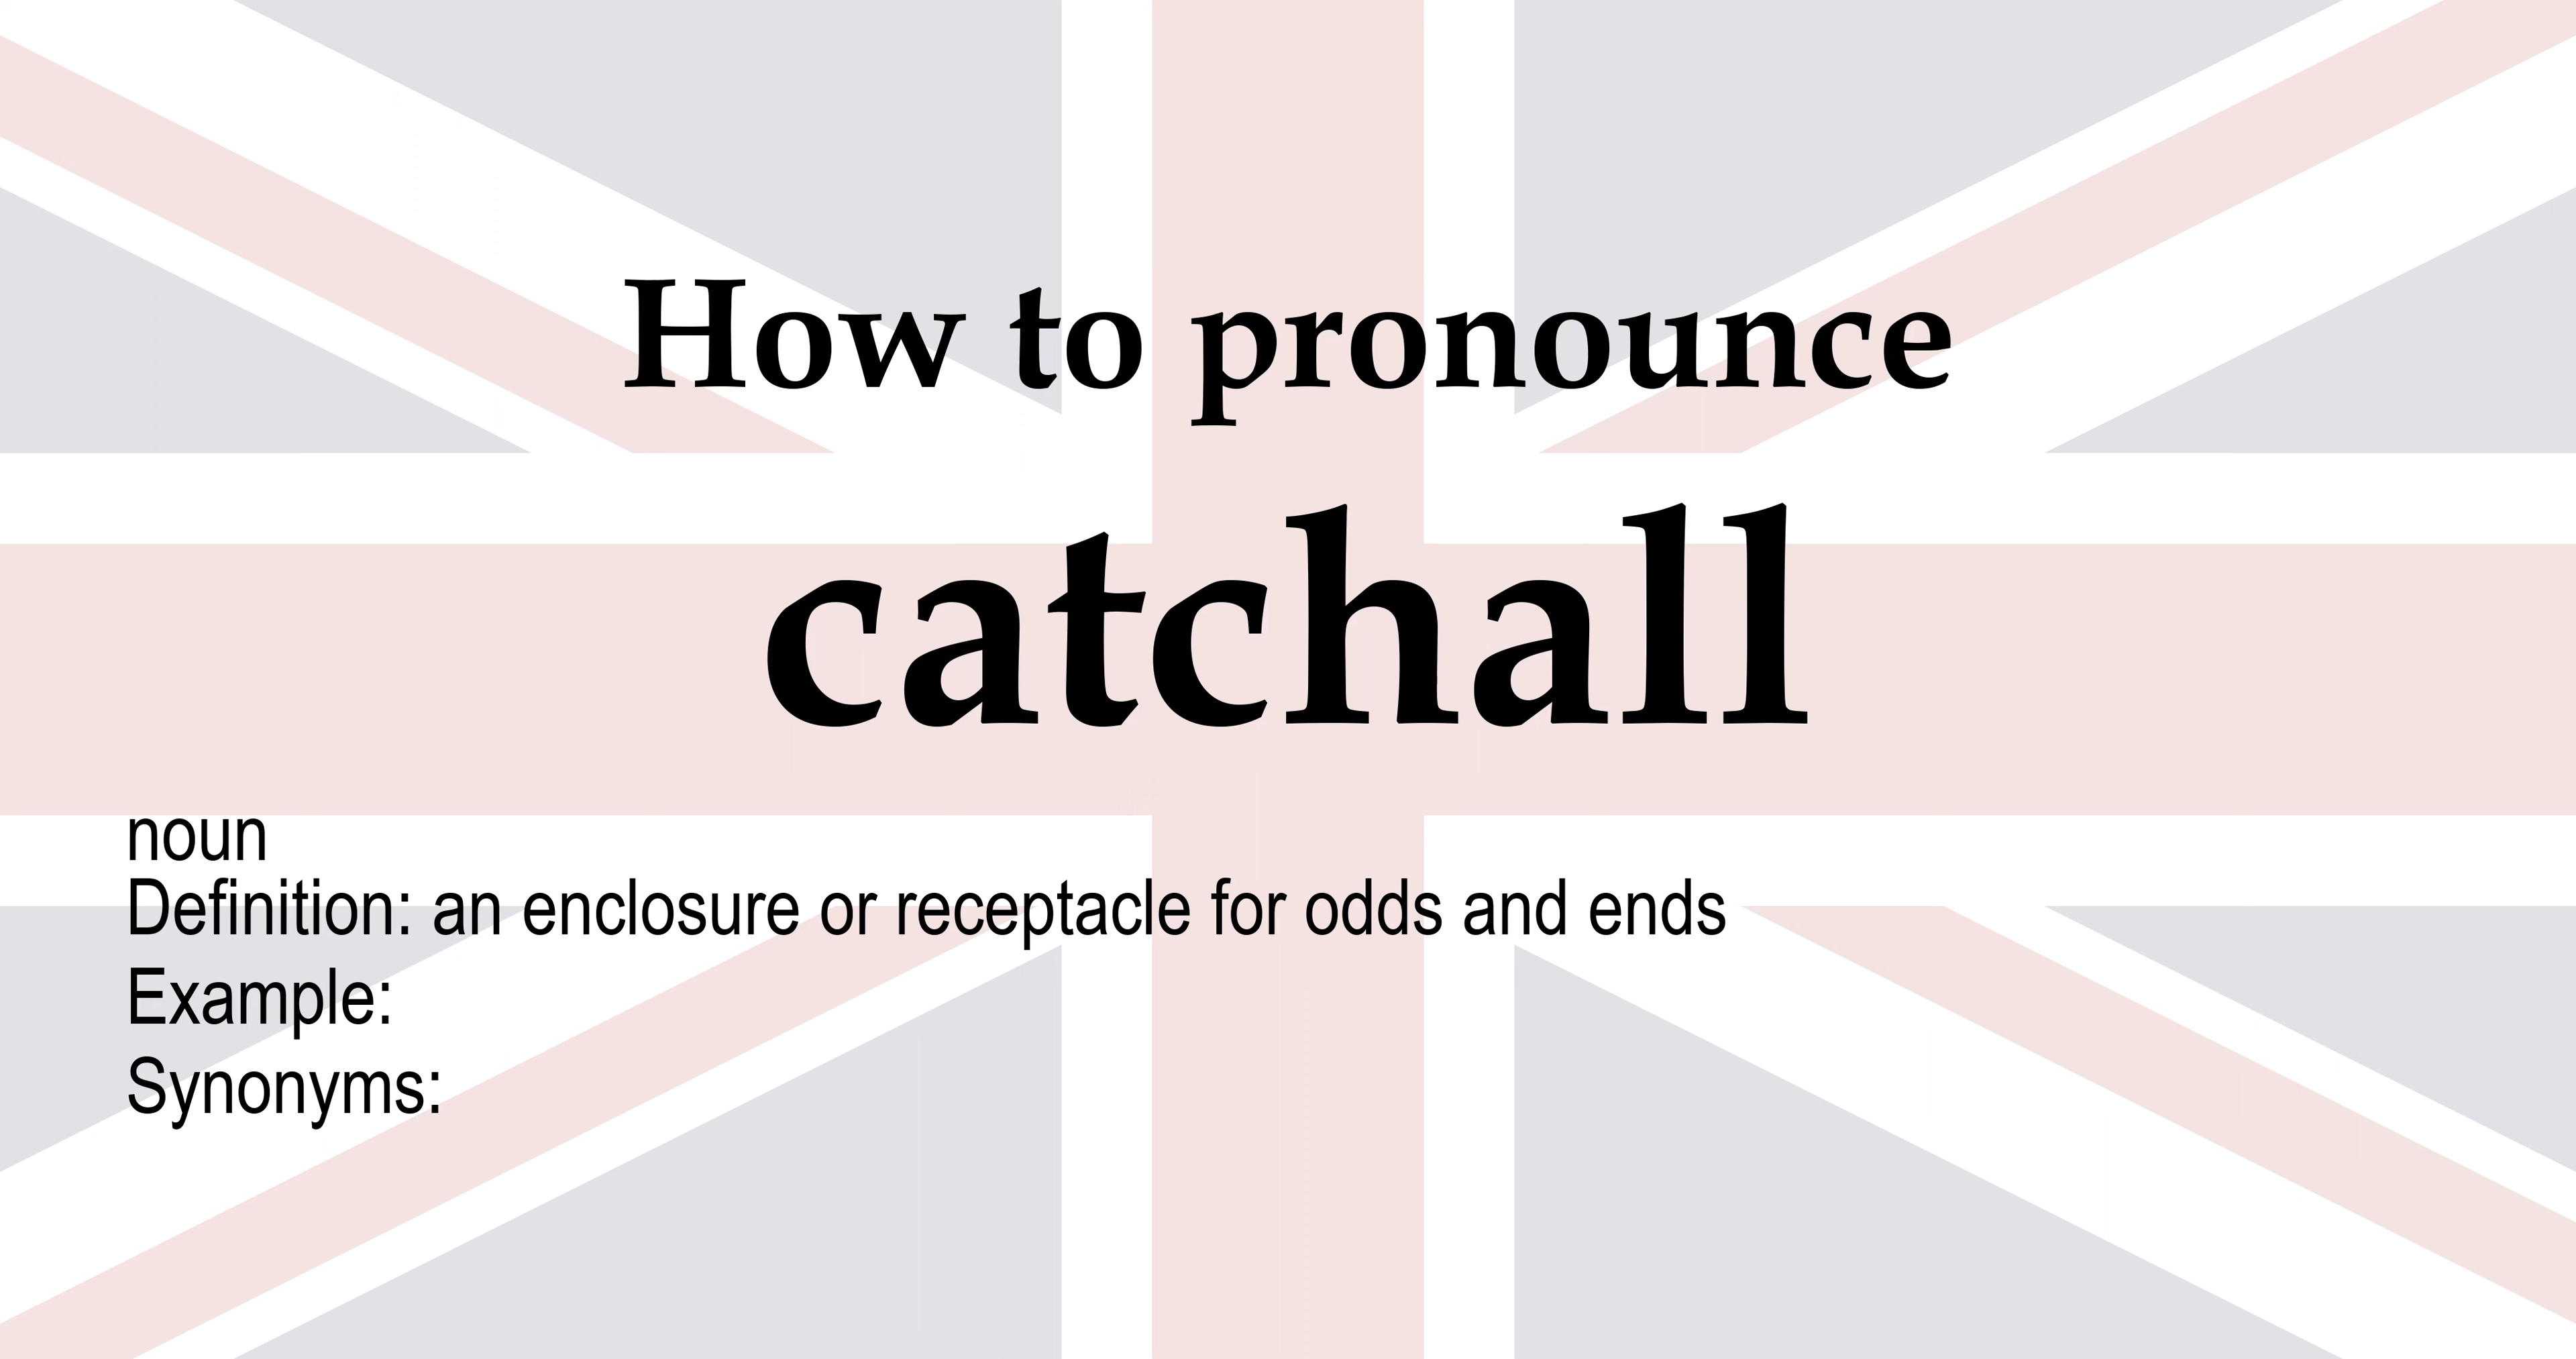 How to pronounce
catchall
noun
Definition: an enclosure or receptacle for odds and ends
Example:
Synonyms: